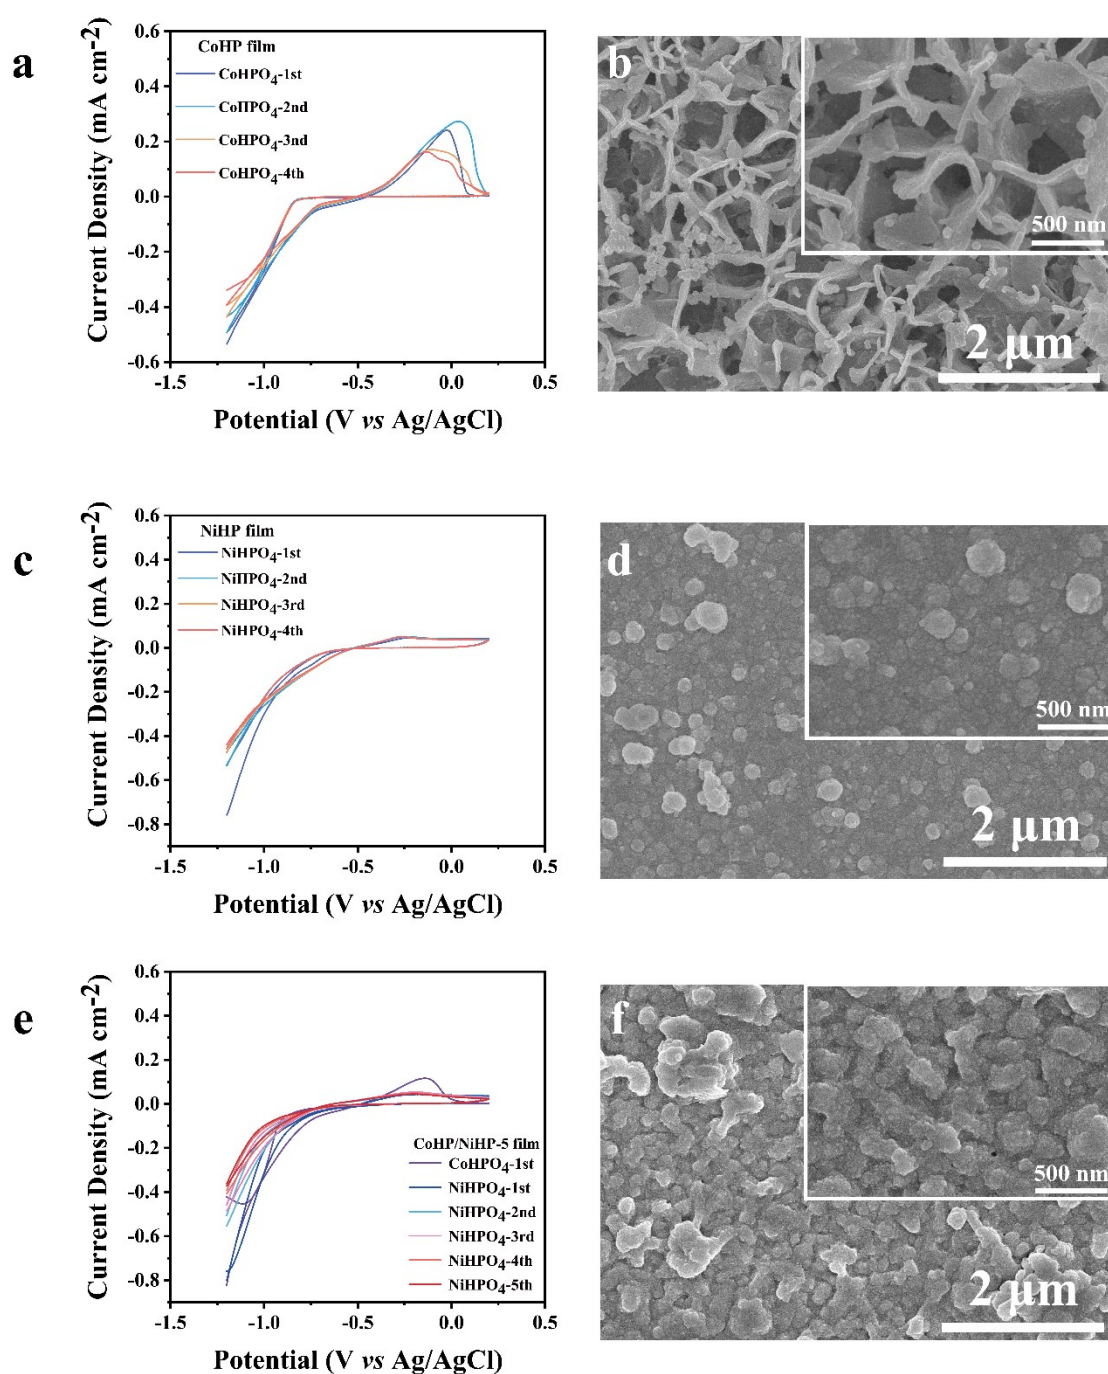 a
0.6
0.4
0.2
0.0
-0.2
-0.4
-0.6
-1.5
-1.0
-0.5
0.0
0.5
Current Density (mA cm-2)
Potential (V vs Ag/AgCl)
CoHP film
CoHPO4-1st
CoHPO4-2nd
CoHPO4-3nd
CoHPO4-4th
b
500 nm
2 μm
c
0.6
0.4
0.2
0.0
-0.2
-0.4
-0.6
-0.8
-1.5
-1.0
-0.5
0.0
0.5
Current Density (mA cm-2)
Potential (V vs Ag/AgCl)
NiHP film
NiHPO4-1st
NiHPO4-2nd
NiHPO4-3rd
NiHPO4-4th
d
500 nm
2 μm
e
0.6
0.4
0.2
0.0
-0.2
-0.4
-0.6
-0.8
-1.5
-1.0
-0.5
0.0
0.5
Current Density (mA cm-2)
Potential (V vs Ag/AgCl)
CoHP/NiHP-5 film
CoHPO4-1st
NiHPO4-1st
NiHPO4-2nd
NiHPO4-3rd
NiHPO4-4th
NiHPO4-5th
f
500 nm
2 μm